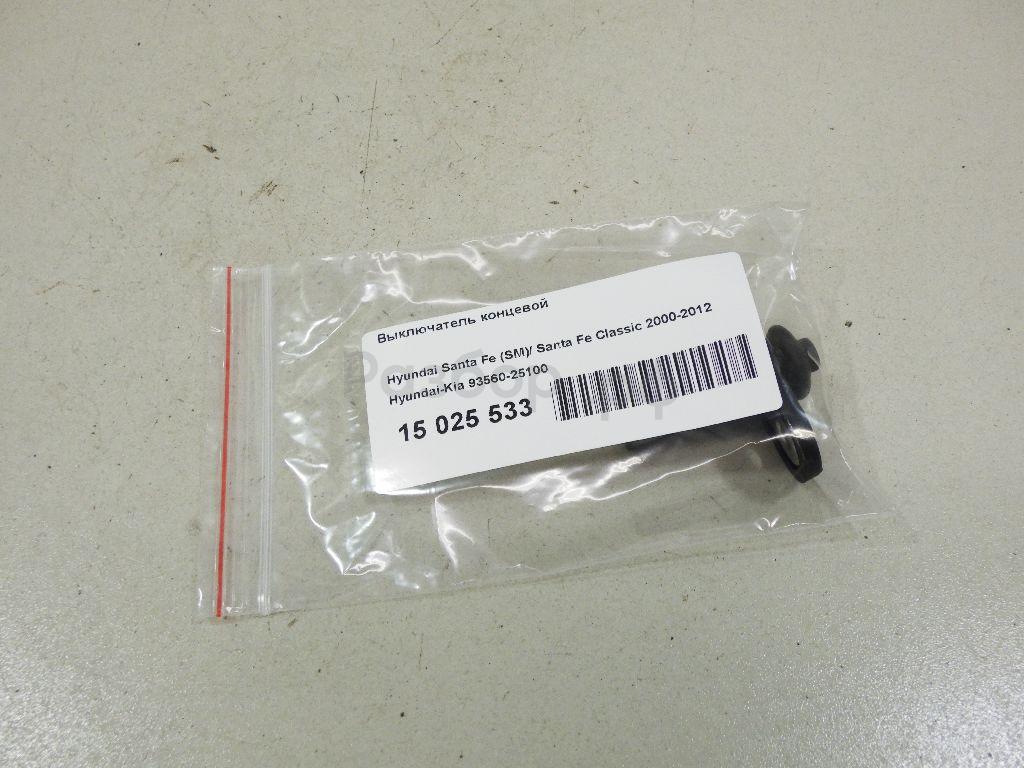 Выключатель концевой
Hyundai Santa Fe (SM)/ Santa Fe Classic 2000-2012
Hyundai-Kia 93560-25100
15 025 533